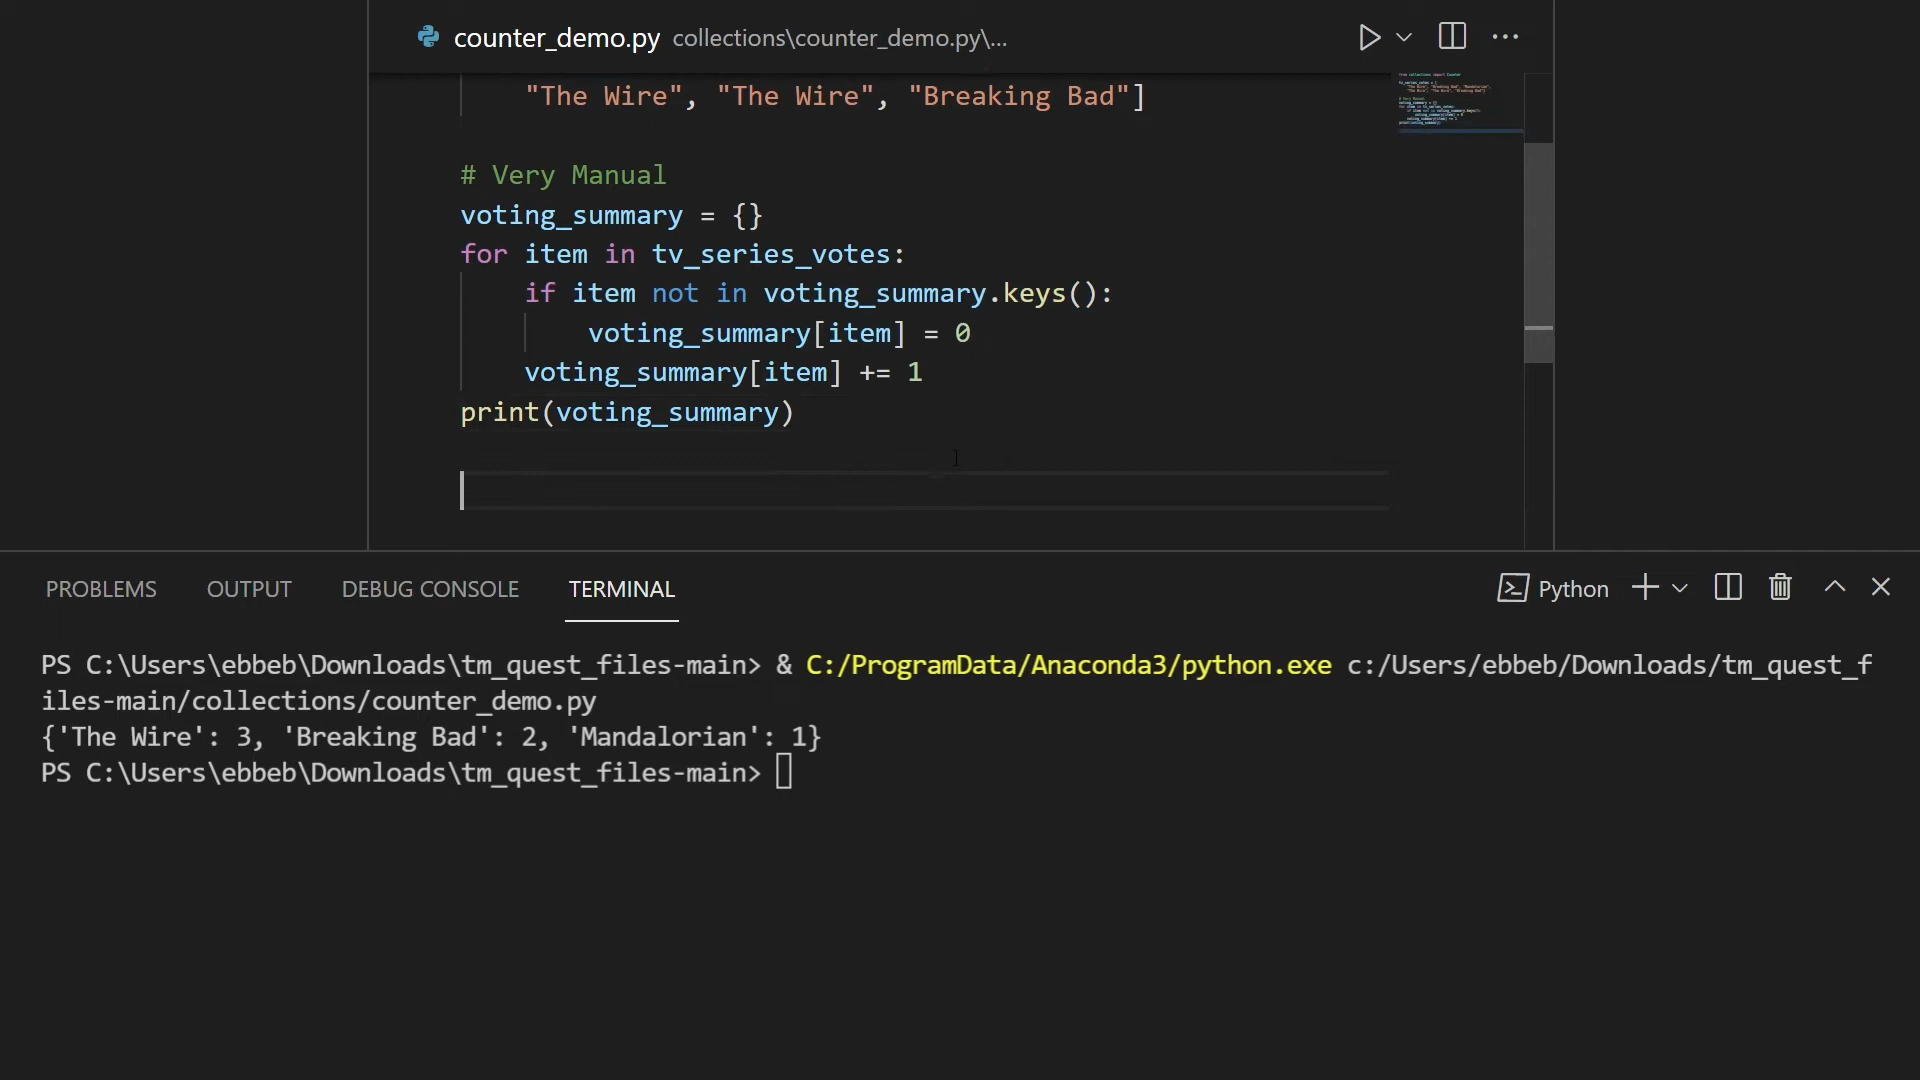 counter_demo.py collections\counter_demo.py\...
"The Wire", "The Wire", "Breaking Bad"]
# Very Manual
voting_summary = {}
for item in tv_series_votes:
if item not in voting_summary.keys():
voting_summary[item] = 0
voting_summary[item] += 1
print(voting_summary)
PROBLEMS OUTPUT DEBUG CONSOLE TERMINAL Python
PS C:\Users\ebbeb\Downloads\tm_quest_files-main> & C:/ProgramData/Anaconda3/python.exe c:/Users/ebbeb/Downloads/tm_quest_f
iles-main/collections/counter_demo.py
{'The Wire': 3, 'Breaking Bad': 2, 'Mandalorian': 1}
PS C:\Users\ebbeb\Downloads\tm_quest_files-main>